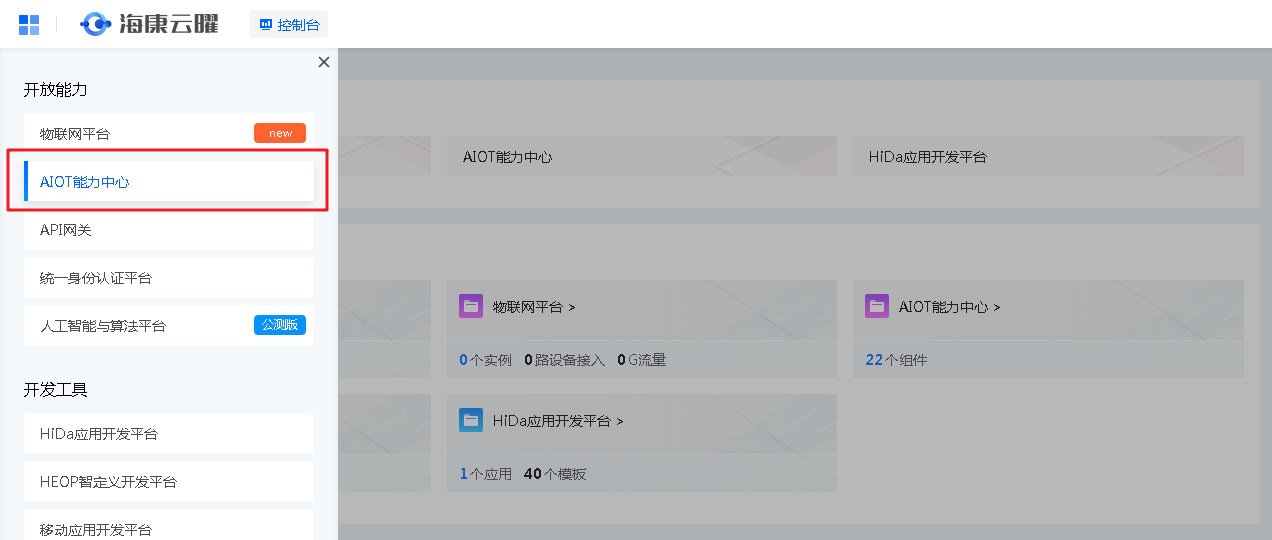 海康云曜
控制台
开放能力
物联网平台
new
AIOT能力中心
API网关
统一身份认证平台
人工智能与算法平台
公测版
开发工具
HiDa应用开发平台
HEOP智定义开发平台
移动应用开发平台
AIOT能力中心
HiDa应用开发平台
物联网平台 >
0个实例 0路设备接入 0G流量
AIOT能力中心 >
22个组件
HiDa应用开发平台 >
1个应用 40个模板